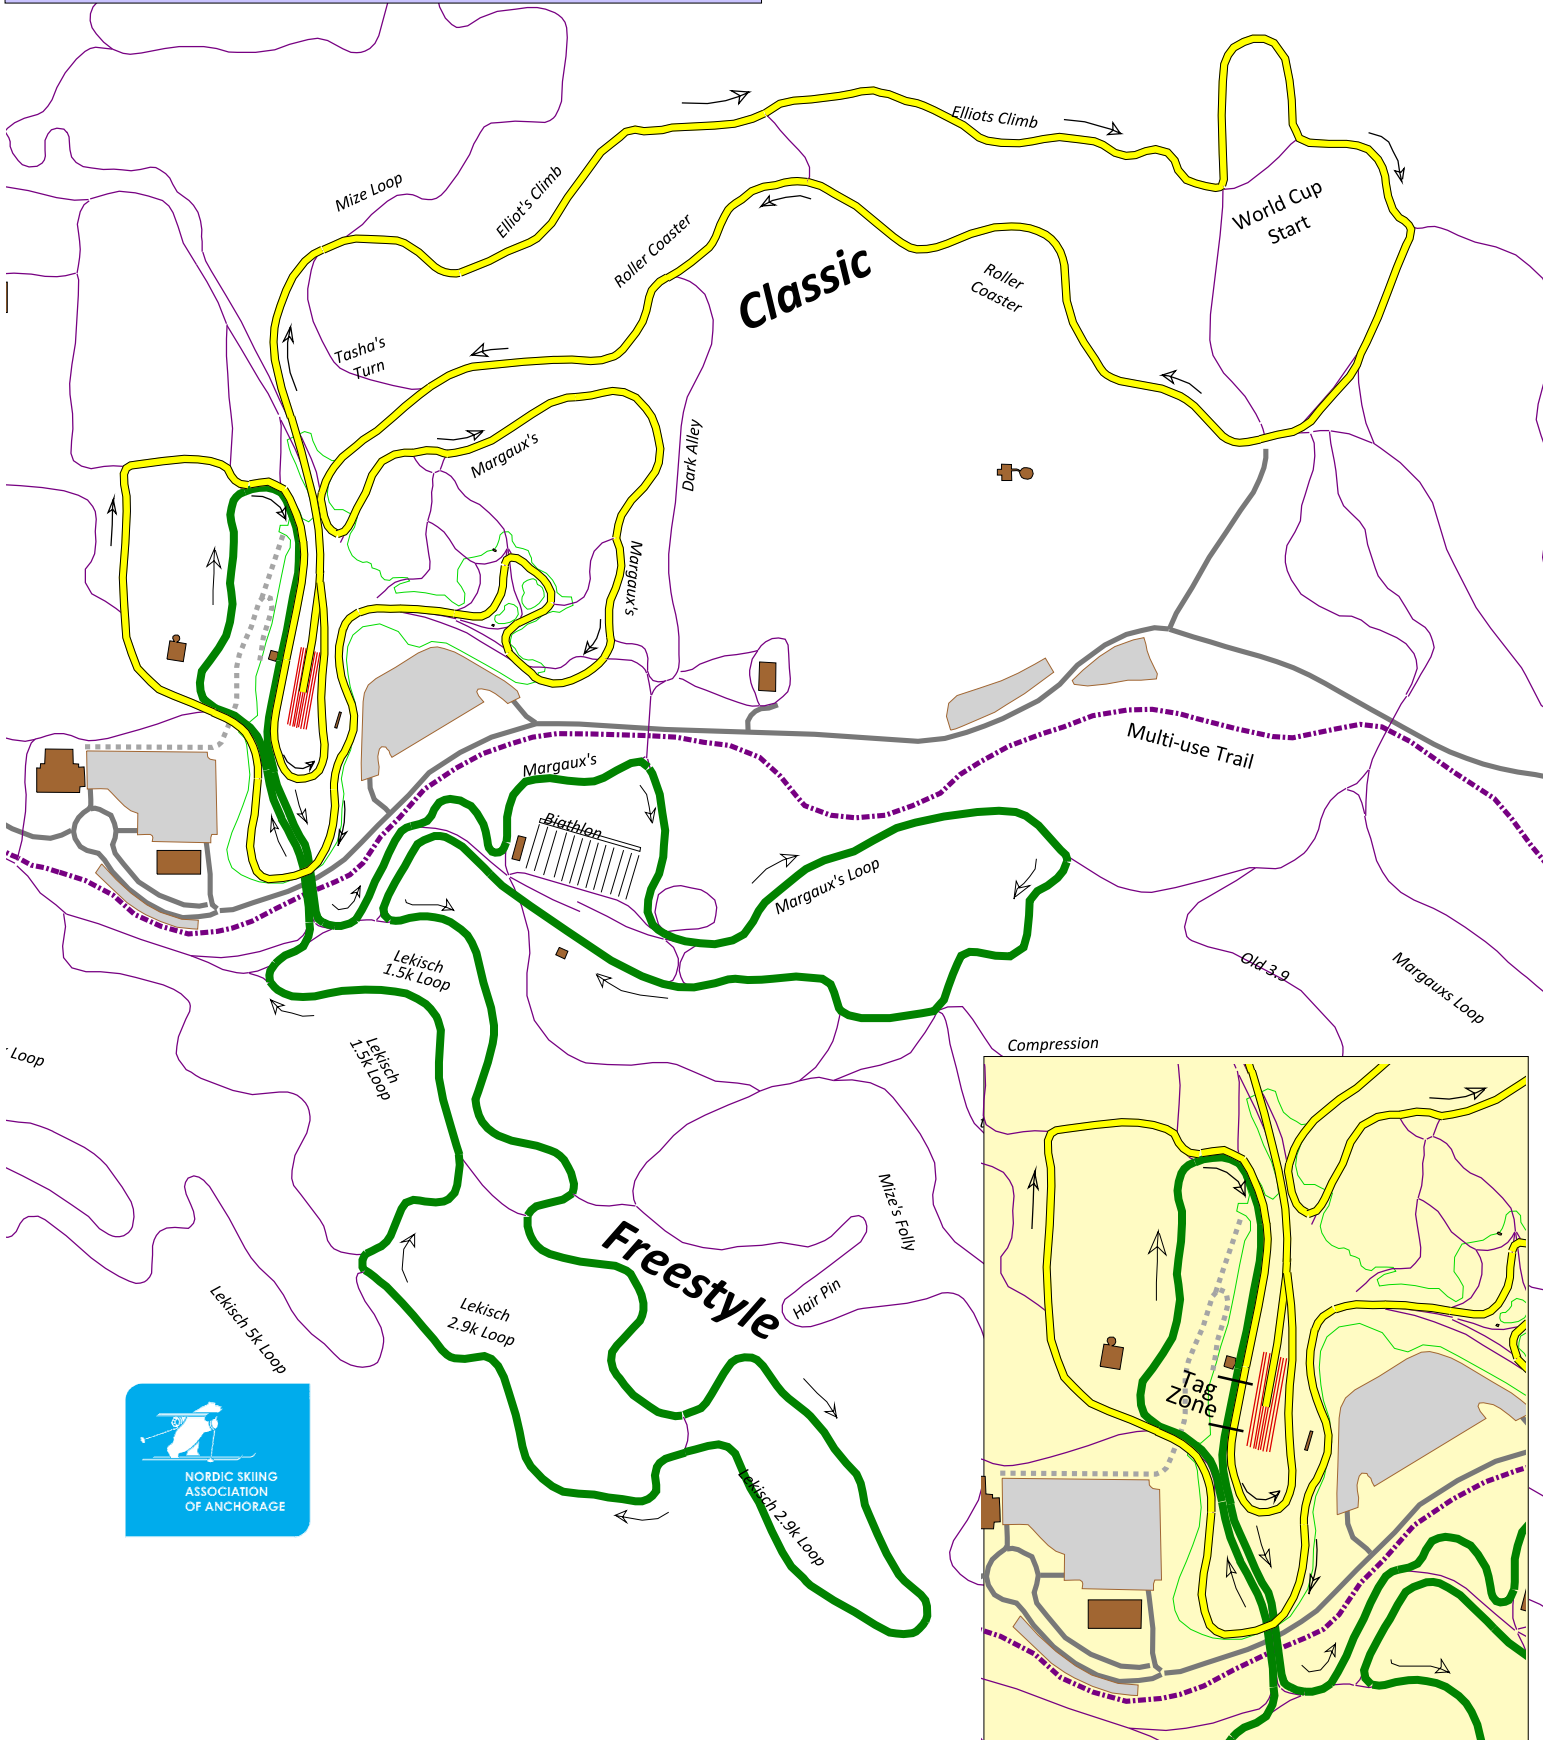 Elliots Climb
Mize Loop
Elliot's Climb
World Cup
Start
Roller Coaster
Classic
Roller
Coaster
Tasha's
Turn
Margaux's
Dark Alley
Margaux's
Multi-use Trail
Margaux's
Biathlon
Margaux's Loop
Lekisch
1.5k Loop
Old 3.9
Margauxs Loop
Lekisch
1.5k Loop
Compression
Loop
Mize's Folly
Freestyle
Hair Pin
Lekisch 5k Loop
Lekisch
2.9k Loop
Lekisch 2.9k Loop
Tag
Zone
NORDIC SKIING
ASSOCIATION
OF ANCHORAGE